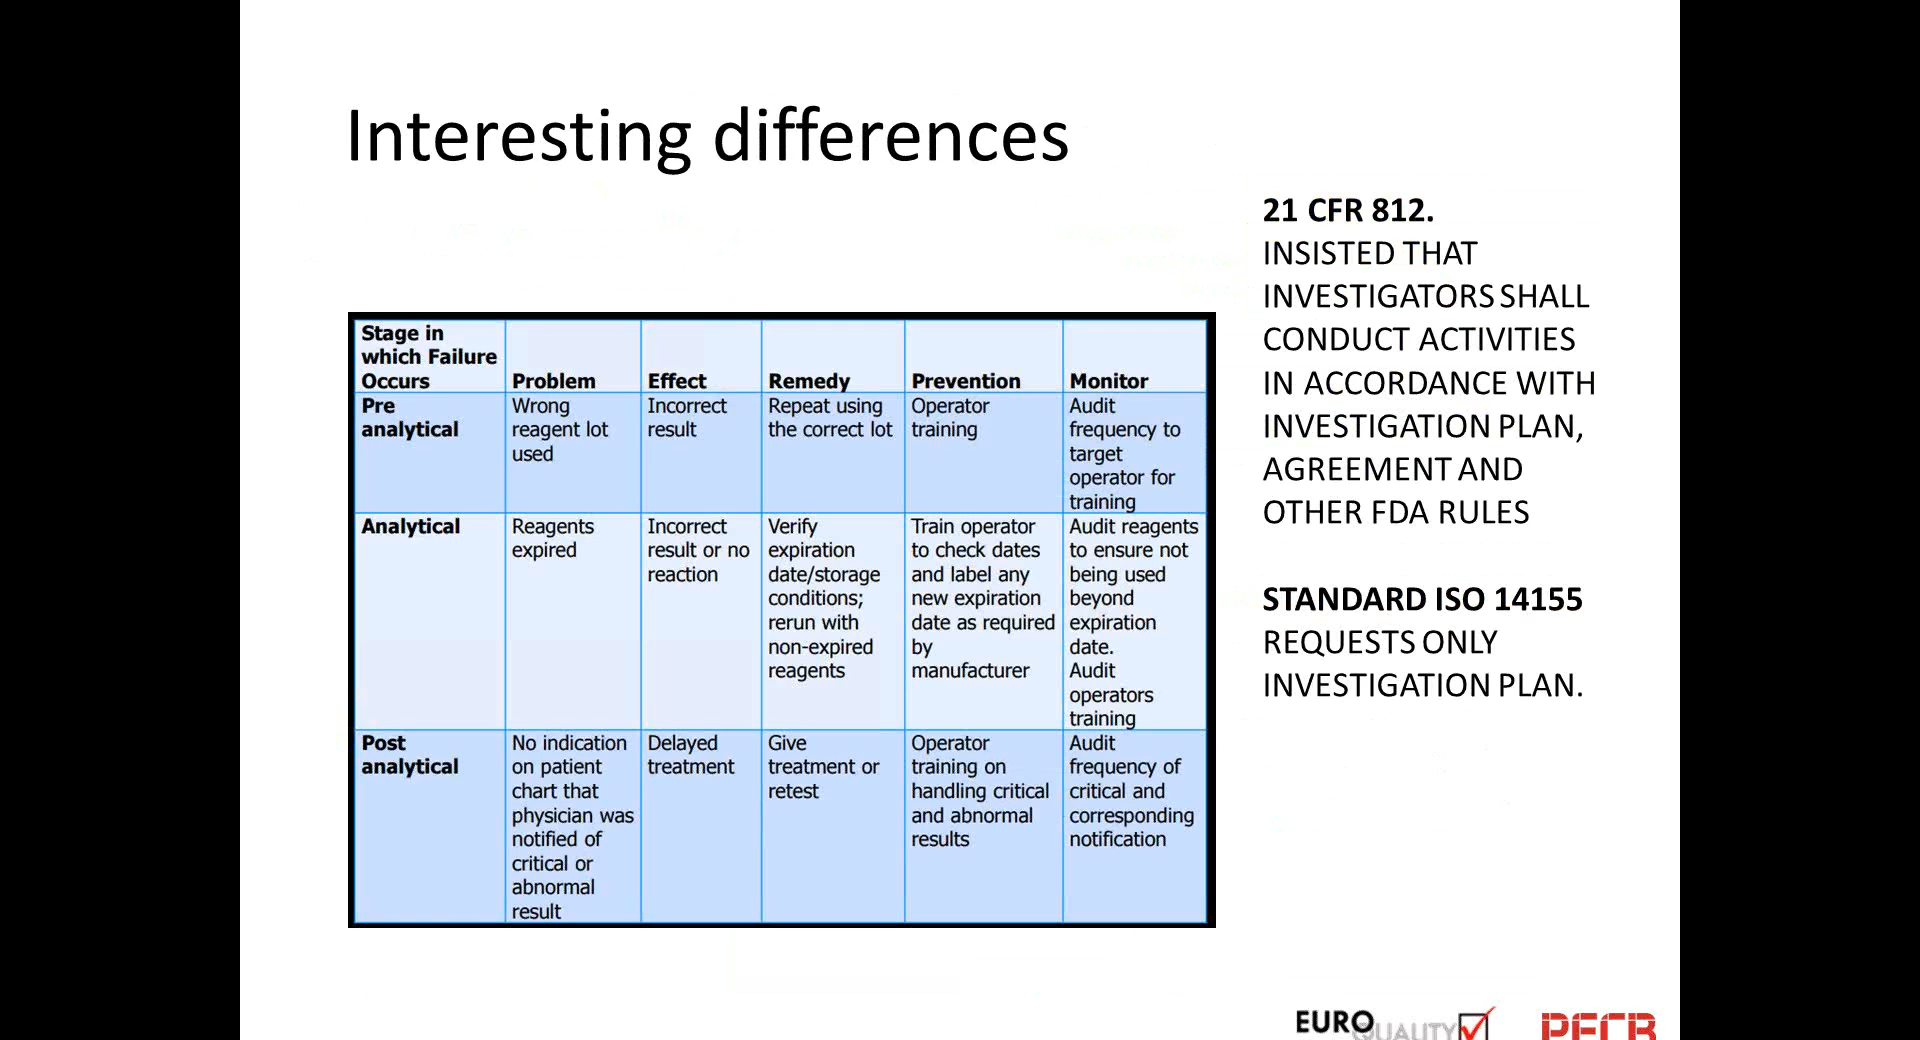 Interesting differences
Stage in
which Failure
Occurs
Problem
Effect
Remedy
Prevention
Monitor
Pre
analytical
Wrong
reagent lot
used
Incorrect
result
Repeat using
the correct lot
Operator
training
Audit
frequency to
target
operator for
training
Analytical
Reagents
expired
Incorrect
result or no
reaction
Verify
expiration
date/storage
conditions;
rerun with
non-expired
reagents
Train operator
to check dates
and label any
new expiration
date as required
by
manufacturer
Audit reagents
to ensure not
being used
beyond
expiration
date.
Audit
operators
training
Post
analytical
No indication
on patient
chart that
physician was
notified of
critical or
abnormal
result
Delayed
treatment
Give
treatment or
retest
Operator
training on
handling critical
and abnormal
results
Audit
frequency of
critical and
corresponding
notification
21 CFR 812.
INSISTED THAT
INVESTIGATORS SHALL
CONDUCT ACTIVITIES
IN ACCORDANCE WITH
INVESTIGATION PLAN,
AGREEMENT AND
OTHER FDA RULES
STANDARD ISO 14155
REQUESTS ONLY
INVESTIGATION PLAN.
EURO
QUALITY
PECB